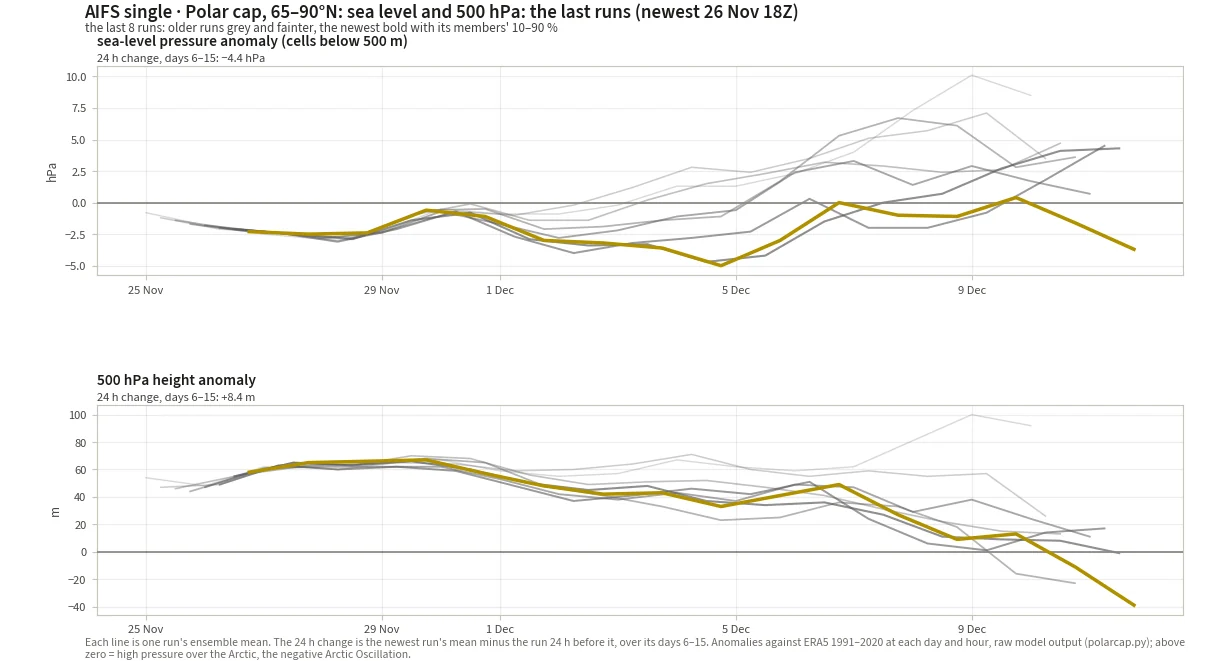 AIFS single · Polar cap, 65–90°N: sea level and 500 hPa: the last runs (newest 26 Nov 18Z)
the last 8 runs: older runs grey and fainter, the newest bold with its members' 10–90 %
sea-level pressure anomaly (cells below 500 m)
24 h change, days 6–15: −4.4 hPa
10.0
7.5
5.0
2.5
0.0
−2.5
−5.0
hPa
25 Nov
29 Nov
1 Dec
5 Dec
9 Dec
500 hPa height anomaly
24 h change, days 6–15: +8.4 m
100
80
60
40
20
0
−20
−40
m
25 Nov
29 Nov
1 Dec
5 Dec
9 Dec
Each line is one run's ensemble mean. The 24 h change is the newest run's mean minus the run 24 h before it, over its days 6–15. Anomalies against ERA5 1991–2020 at each day and hour, raw model output (polarcap.py); above
zero = high pressure over the Arctic, the negative Arctic Oscillation.